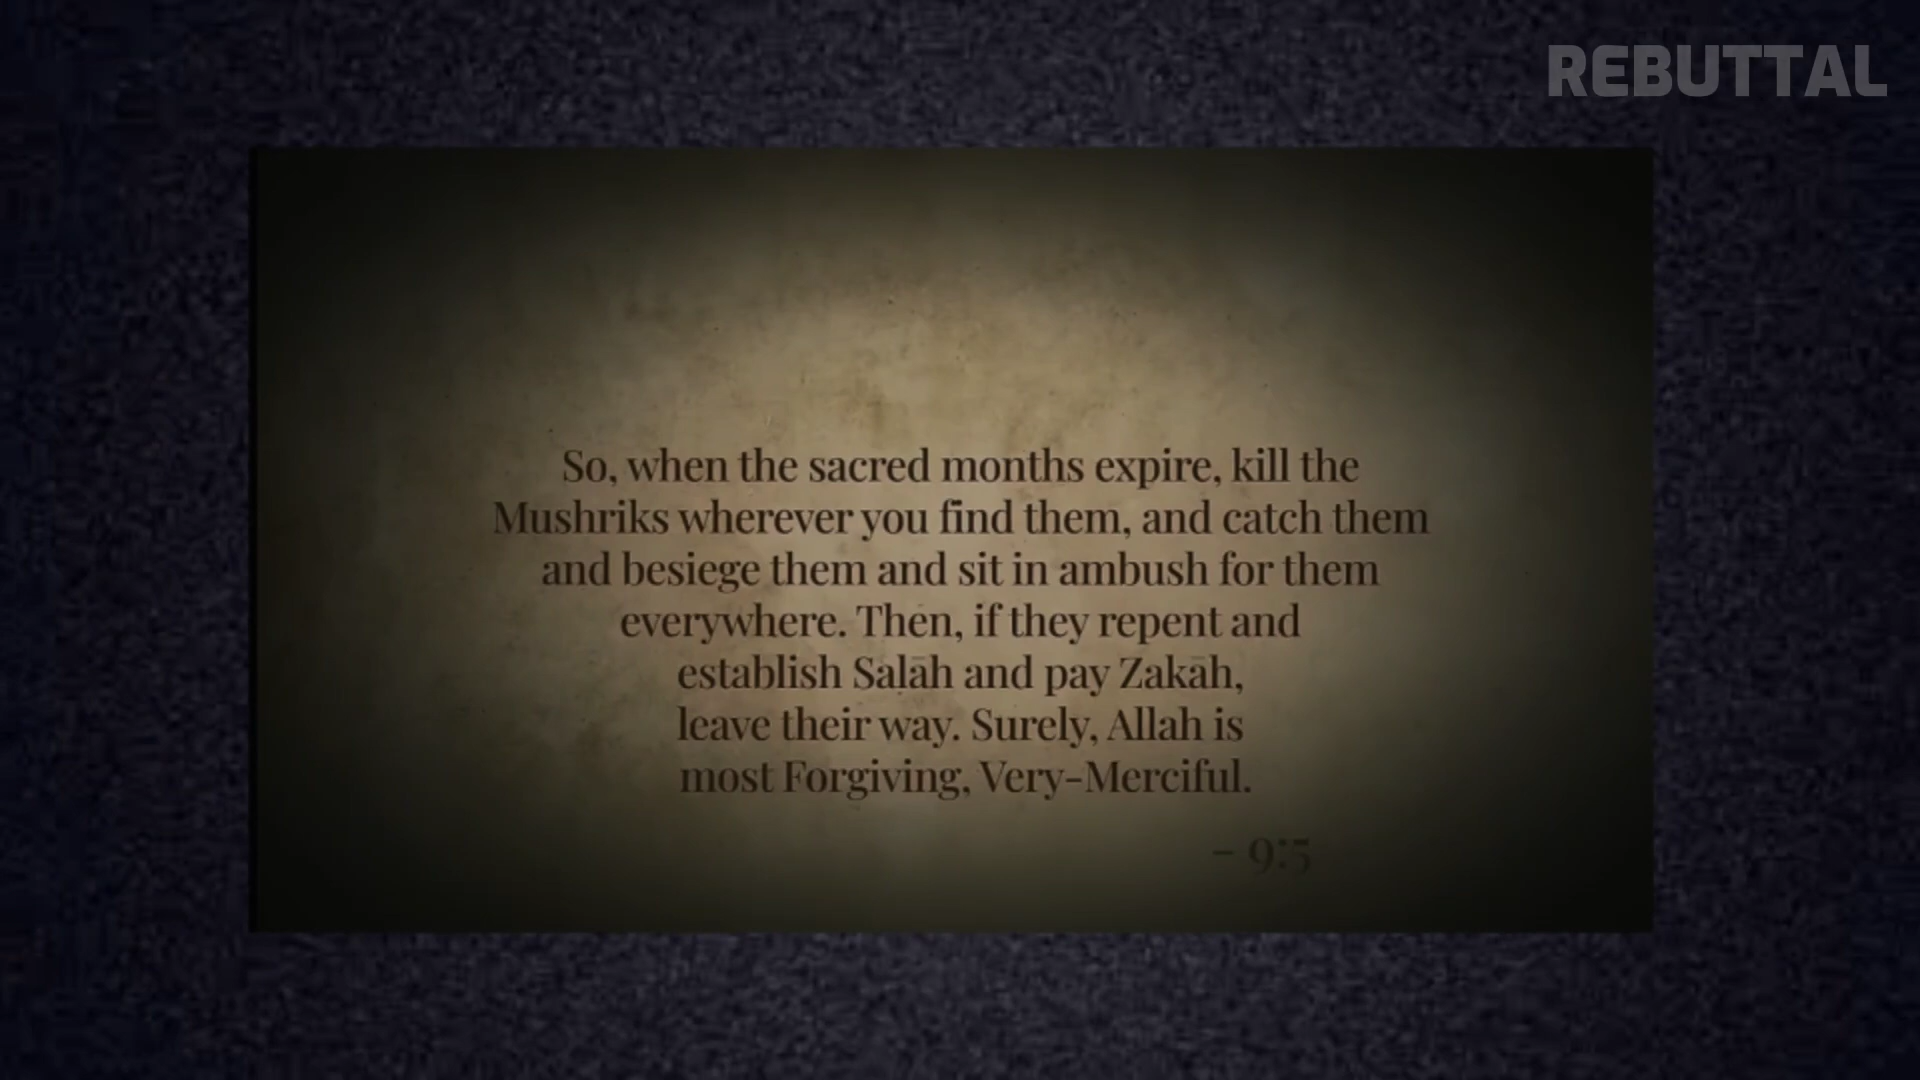 REBUTTAL
So, when the sacred months expire, kill the
Mushriks wherever you find them, and catch them
and besiege them and sit in ambush for them
everywhere. Then, if they repent and
establish Ṣalāh and pay Zakāh,
leave their way. Surely, Allah is
most Forgiving, Very-Merciful.
- 9:5